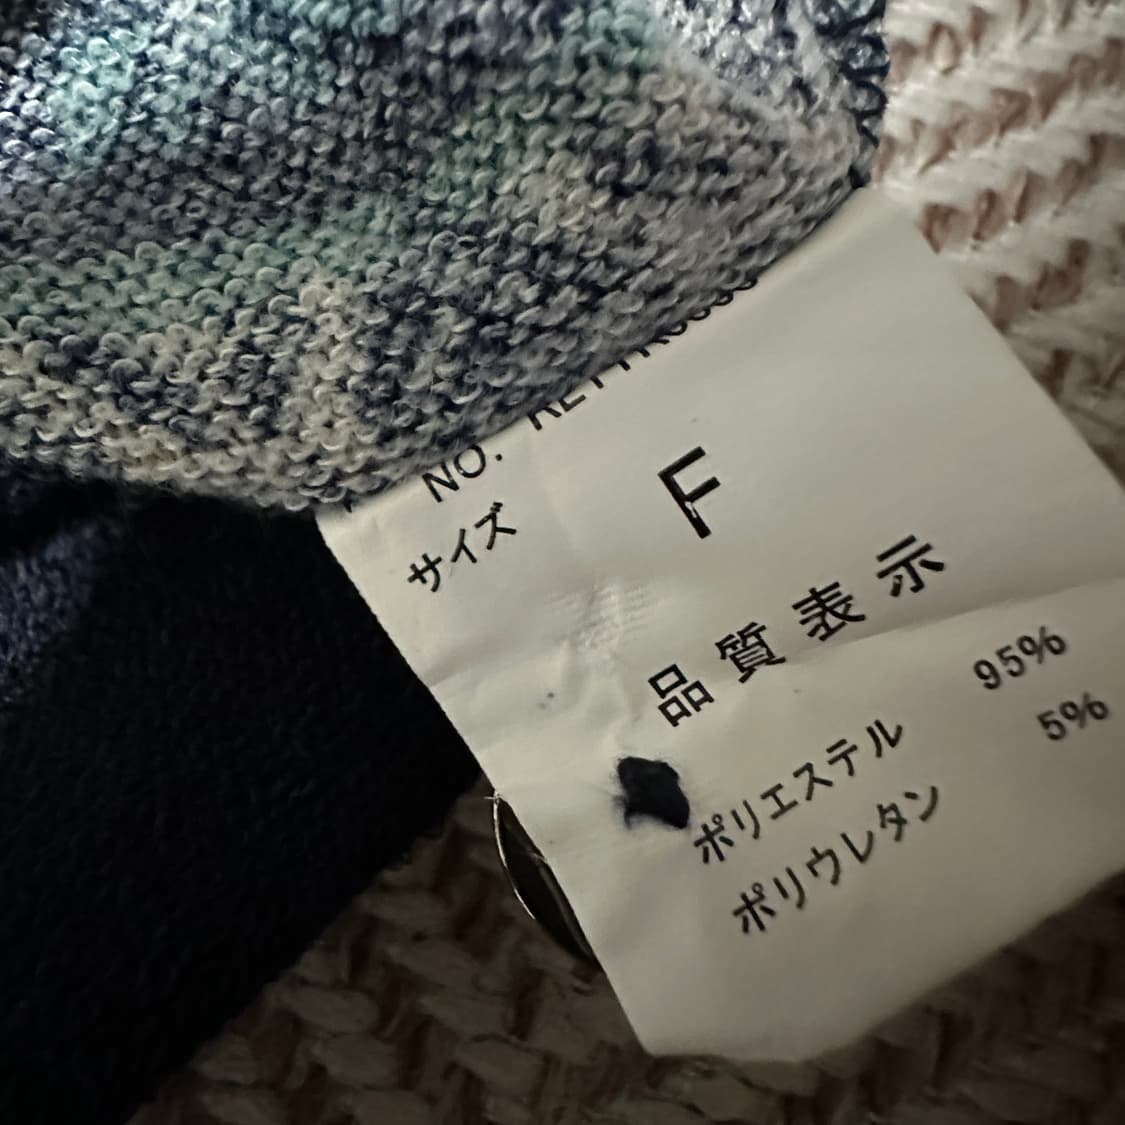 NO.
サイズ F
品質表示
ポリエステル 95%
ポリウレタン 5%